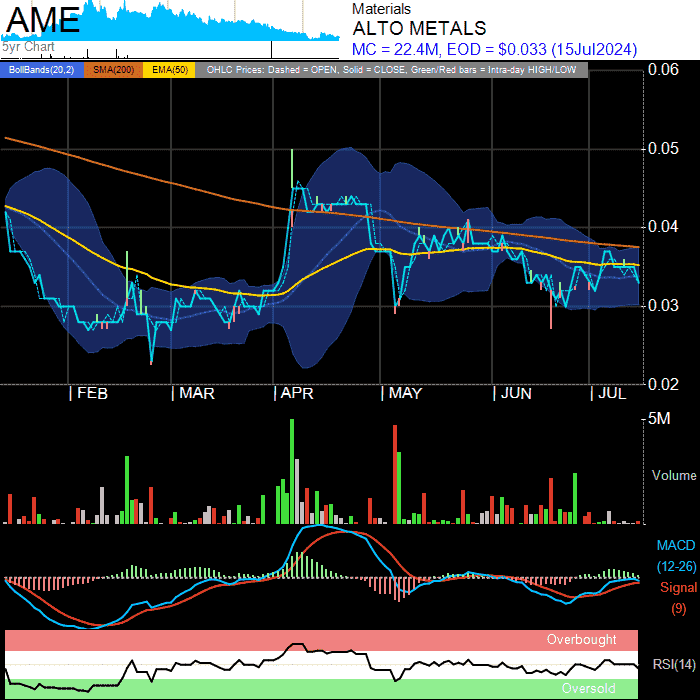 AME
5yr Chart
Materials
ALTO METALS
MC = 22.4M, EOD = $0.033 (15Jul2024)
BollBands(20,2) SMA(200) EMA(50) OHLC Prices: Dashed = OPEN, Solid = CLOSE, Green/Red bars = Intra-day HIGH/LOW
0.06
0.05
0.04
0.03
0.02
| FEB | MAR | APR | MAY | JUN | JUL
5M
Volume
MACD
(12-26)
Signal
(9)
Overbought
RSI(14)
Oversold